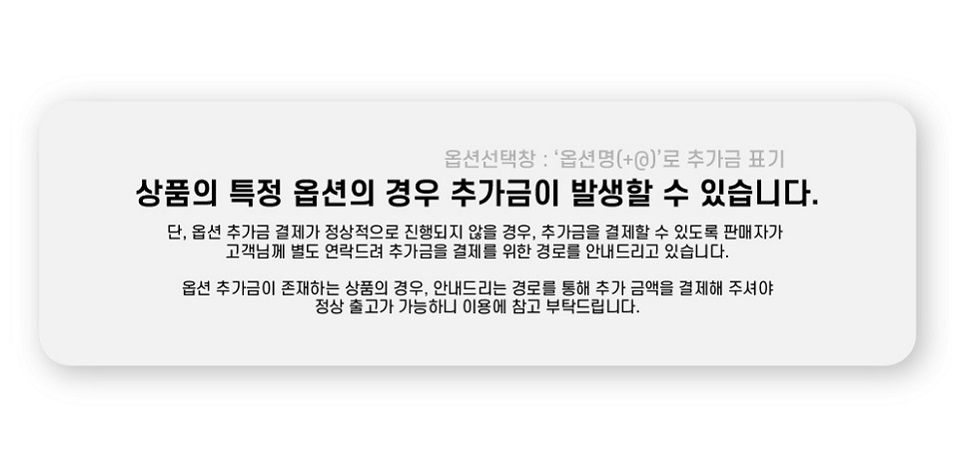 옵션선택창 : ‘옵션명(+@)’로 추가금 표기
상품의 특정 옵션의 경우 추가금이 발생할 수 있습니다.
단, 옵션 추가금 결제가 정상적으로 진행되지 않을 경우, 추가금을 결제할 수 있도록 판매자가
고객님께 별도 연락드려 추가금을 결제를 위한 경로를 안내드리고 있습니다.
옵션 추가금이 존재하는 상품의 경우, 안내드리는 경로를 통해 추가 금액을 결제해 주셔야
정상 출고가 가능하니 이용에 참고 부탁드립니다.